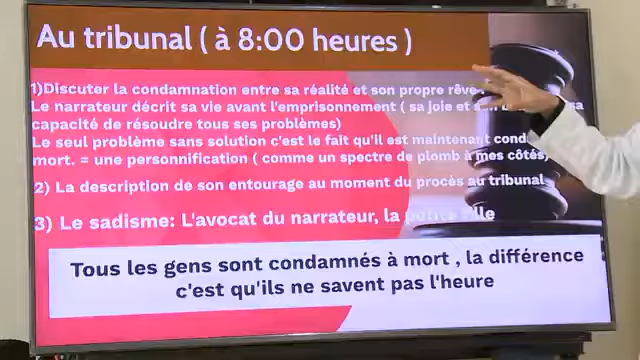 Au tribunal ( à 8:00 heures )
1)Discuter la condamnation entre sa réalité et son propre rêve
Le narrateur décrit sa vie avant l'emprisonnement ( sa joie et sa
capacité de résoudre tous ses problèmes)
Le seul problème sans solution c'est le fait qu'il est maintenant
mort. = une personnification ( comme un spectre de plomb à mes côtés)
2) La description de son entourage au moment du procès au tribunal
3) Le sadisme: L'avocat du narrateur, la
Tous les gens sont condamnés à mort , la différence
c'est qu'ils ne savent pas l'heure